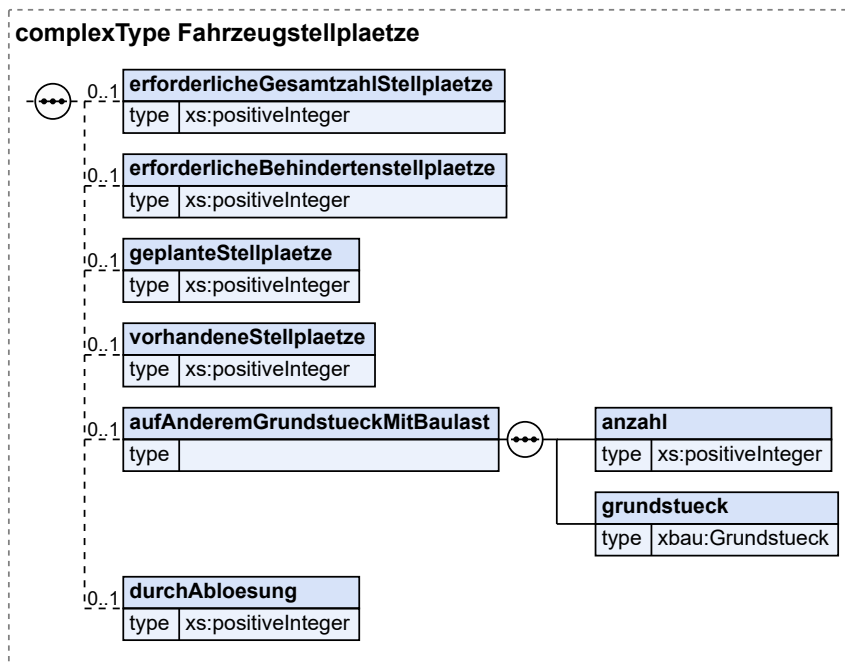 complexType Fahrzeugstellplaetze
0..1
erforderlicheGesamtzahlStellplaetze
type xs:positiveInteger
0..1
erforderlicheBehindertenstellplaetze
type xs:positiveInteger
0..1
geplanteStellplaetze
type xs:positiveInteger
0..1
vorhandeneStellplaetze
type xs:positiveInteger
0..1
aufAnderemGrundstueckMitBaulast
type
anzahl
type xs:positiveInteger
grundstueck
type xbau:Grundstueck
0..1
durchAbloesung
type xs:positiveInteger